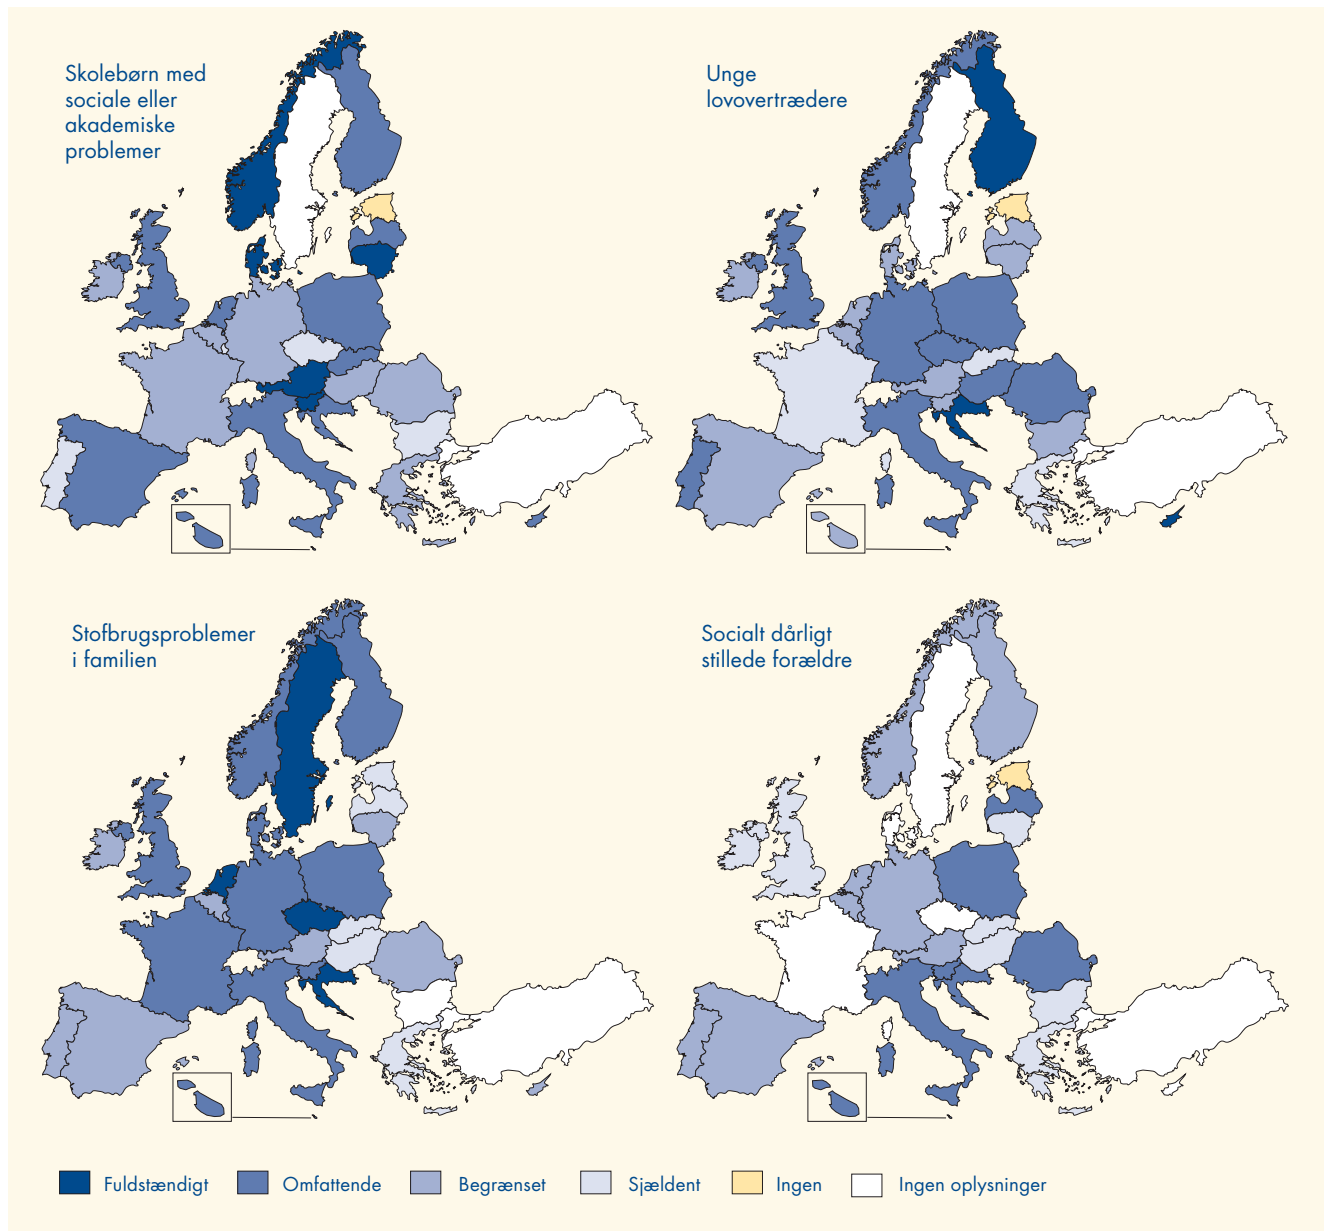 Skolebørn med
sociale eller
akademiske
problemer
Unge
lovovertrædere
Stofbrugsproblemer
i familien
Socialt dårligt
stillede forældre
Fuldstændigt
Omfattende
Begrænset
Sjældent
Ingen
Ingen oplysninger